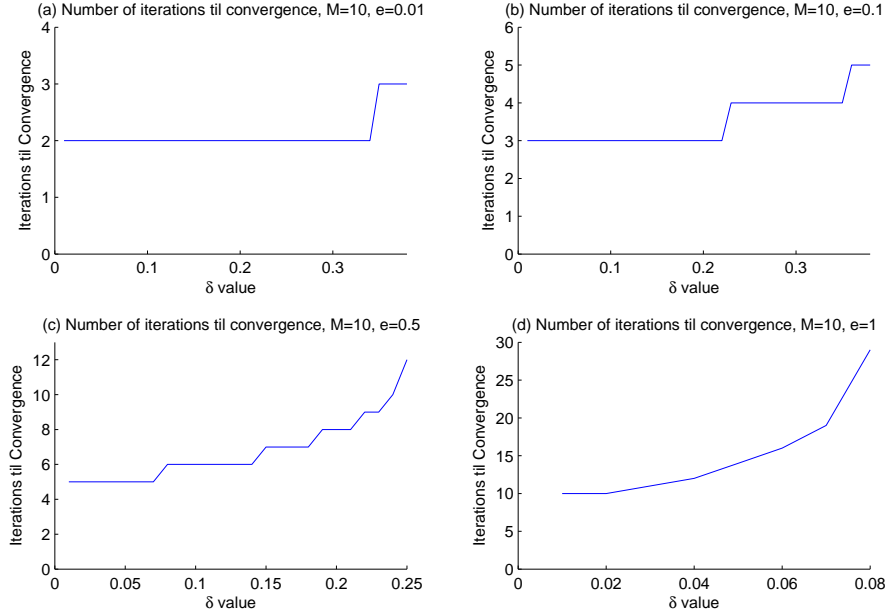 (a) Number of iterations til convergence, M=10, e=0.01
Iterations til Convergence
4
3
2
1
0
0 0.1 0.2 0.3
δ value
(b) Number of iterations til convergence, M=10, e=0.1
Iterations til Convergence
6
5
4
3
2
1
0
0 0.1 0.2 0.3
δ value
(c) Number of iterations til convergence, M=10, e=0.5
Iterations til Convergence
12
10
8
6
4
2
0
0 0.05 0.1 0.15 0.2 0.25
δ value
(d) Number of iterations til convergence, M=10, e=1
Iterations til Convergence
30
25
20
15
10
5
0
0 0.02 0.04 0.06 0.08
δ value